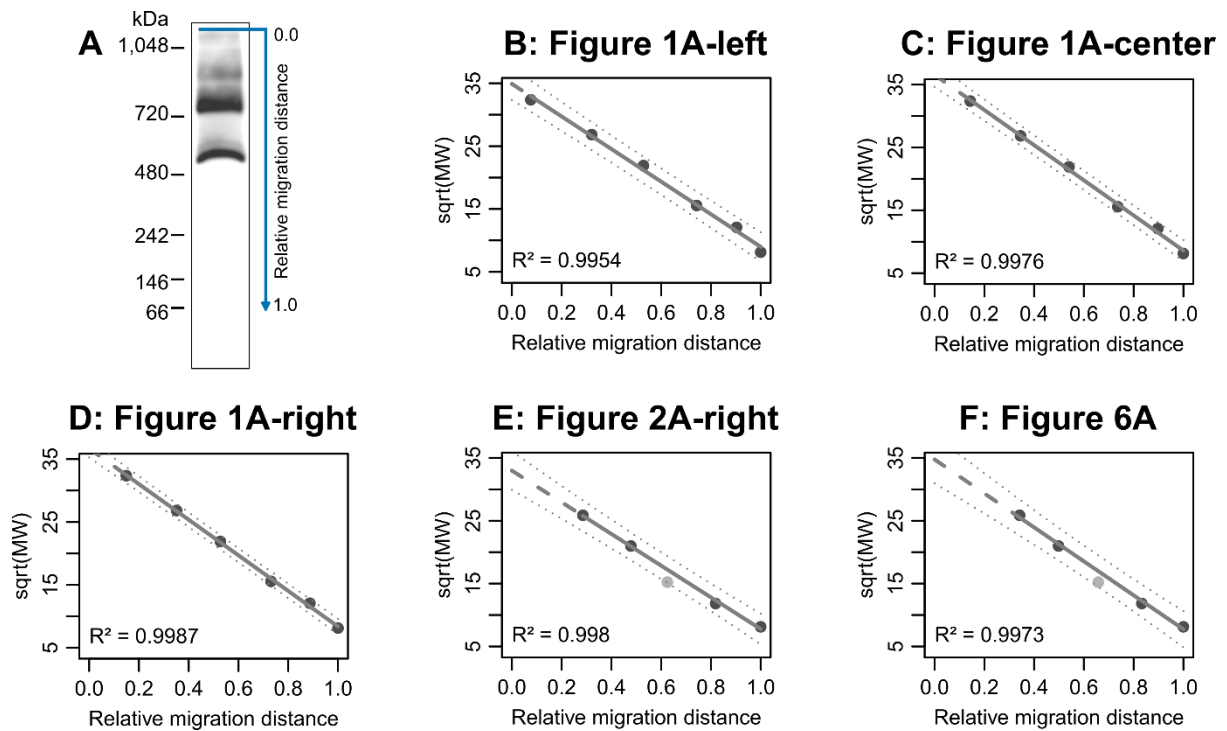 A
kDa
1,048
720
480
242
146
66
0.0
Relative migration distance
1.0
B: Figure 1A-left
35
25
15
5
sqrt(MW)
R² = 0.9954
0.0 0.2 0.4 0.6 0.8 1.0
Relative migration distance
C: Figure 1A-center
35
25
15
5
sqrt(MW)
R² = 0.9976
0.0 0.2 0.4 0.6 0.8 1.0
Relative migration distance
D: Figure 1A-right
35
25
15
5
sqrt(MW)
R² = 0.9987
0.0 0.2 0.4 0.6 0.8 1.0
Relative migration distance
E: Figure 2A-right
35
25
15
5
sqrt(MW)
R² = 0.998
0.0 0.2 0.4 0.6 0.8 1.0
Relative migration distance
F: Figure 6A
35
25
15
5
sqrt(MW)
R² = 0.9973
0.0 0.2 0.4 0.6 0.8 1.0
Relative migration distance